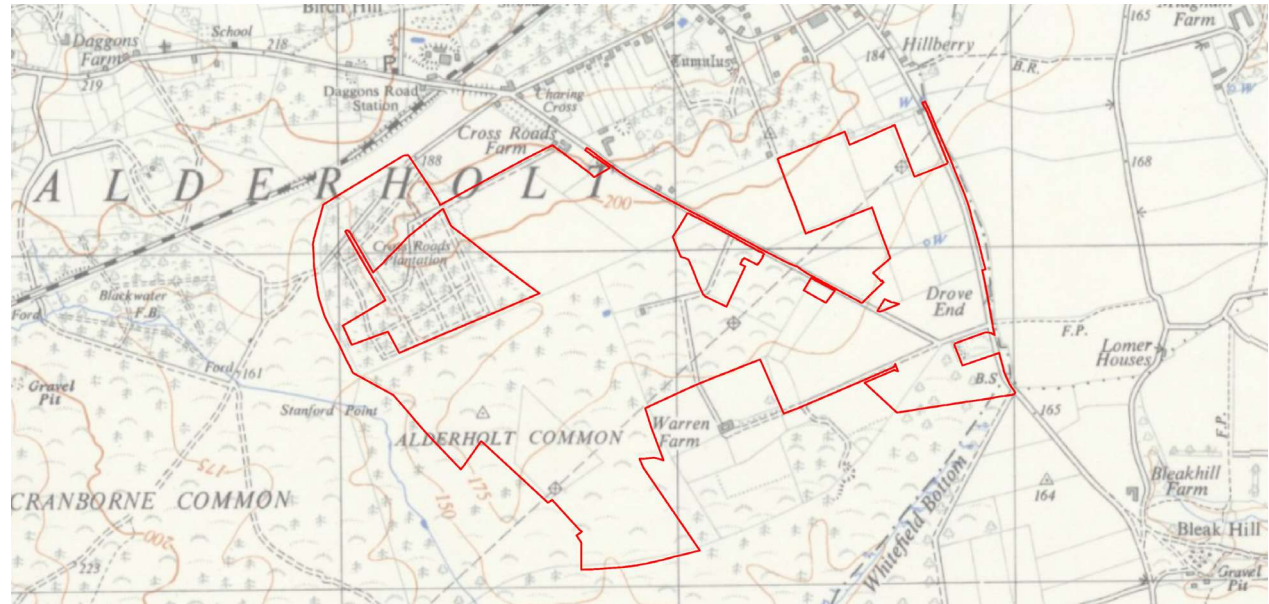 Birch Hill
Daggons
Farm
School
218
219
P
Daggons Road
Station
Charing
Cross
Tumulus
184
Hillberry
165
Farm
B.R.
W
W
168
Cross Roads
Farm
188
ALDERHOLT
200
Cross Roads
Plantation
W
Blackwater
F.B.
Ford
Ford
161
Gravel
Pit
Stanford Point
Drove
End
F.P.
Lomer
Houses
B.S.
165
ALDERHOLT COMMON
Warren
Farm
F.P.
175
175
150
CRANBORNE COMMON
200
223
164
Whitefield Bottom
Bleakhill
Farm
Bleak Hill
Gravel
Pit